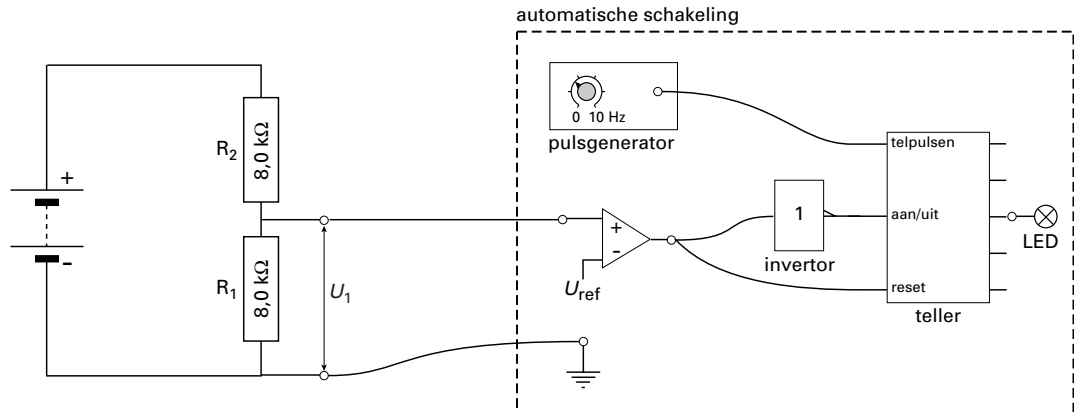 automatische schakeling
0 10 Hz
pulsgenerator
telpulsen
R2
8,0 kΩ
+
1
aan/uit
LED
+
-
invertor
-
Uref
R1
8,0 kΩ
U1
reset
teller